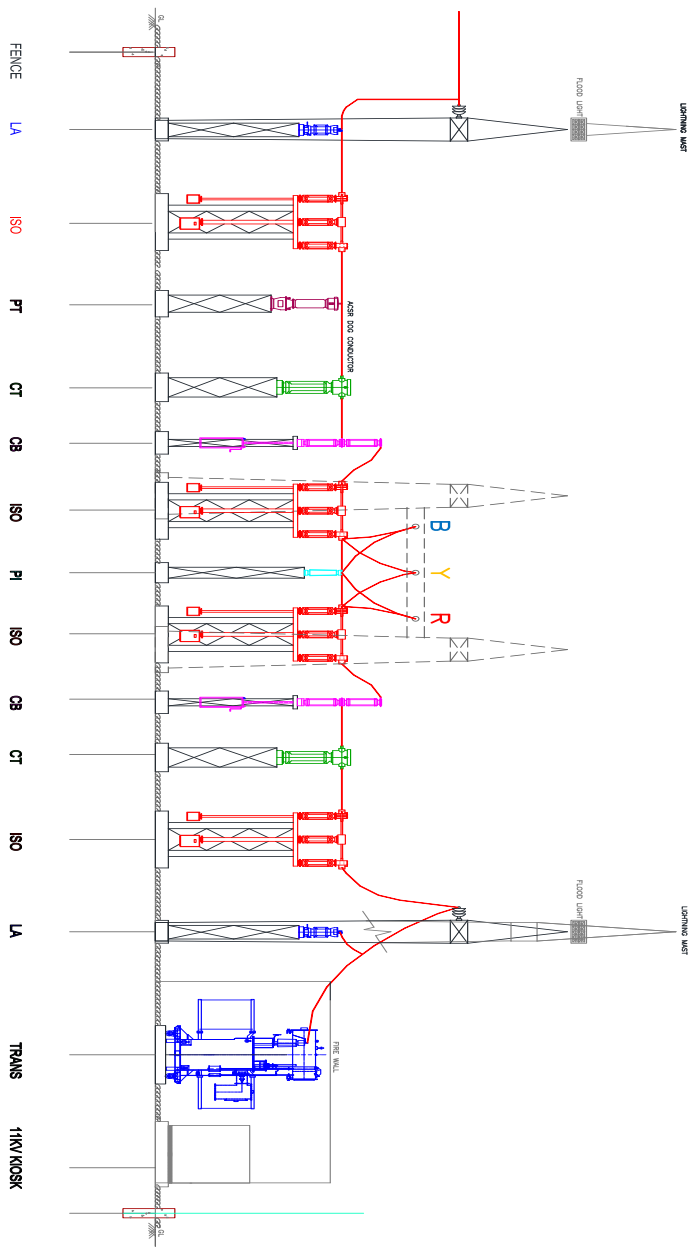 GL
FENCE
LA
ISO
PT
CT
CB
ISO
PI
ISO
CB
CT
ISO
LA
TRANS
11KV KIOSK
GL
ACSR DOG CONDUCTOR
B
Y
R
FIRE WALL
FLOOD LIGHT
LIGHTNING MAST
FLOOD LIGHT
LIGHTNING MAST